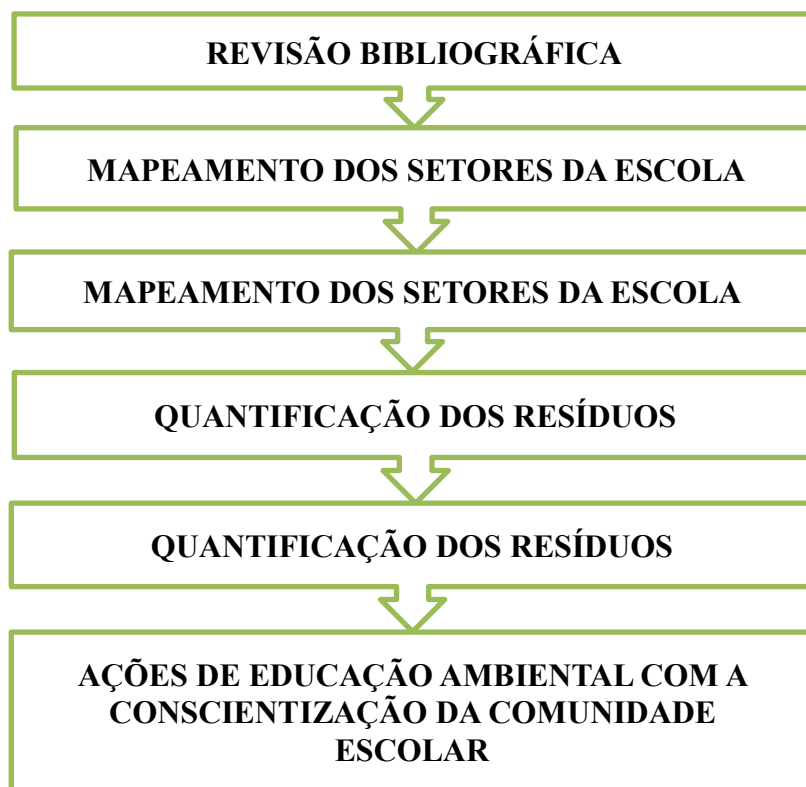 REVISÃO BIBLIOGRÁFICA
MAPEAMENTO DOS SETORES DA ESCOLA
MAPEAMENTO DOS SETORES DA ESCOLA
QUANTIFICAÇÃO DOS RESÍDUOS
QUANTIFICAÇÃO DOS RESÍDUOS
AÇÕES DE EDUCAÇÃO AMBIENTAL COM A
CONSCIENTIZAÇÃO DA COMUNIDADE
ESCOLAR